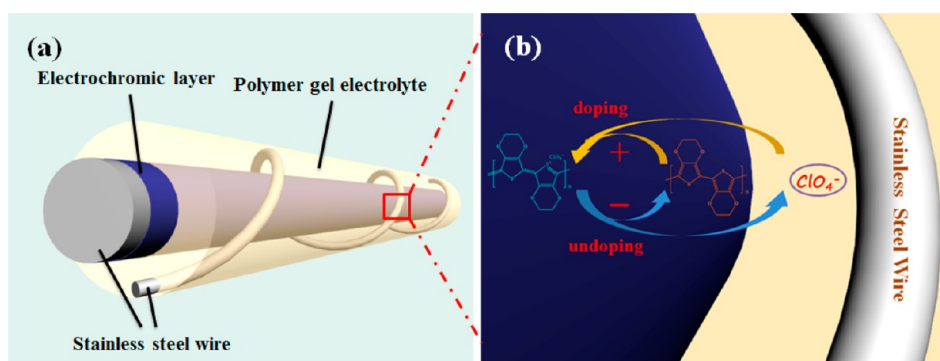 (a)
Electrochromic layer
Polymer gel electrolyte
Stainless steel wire
(b)
doping
+
ClO₄⁻
−
undoping
Stainless Steel Wire